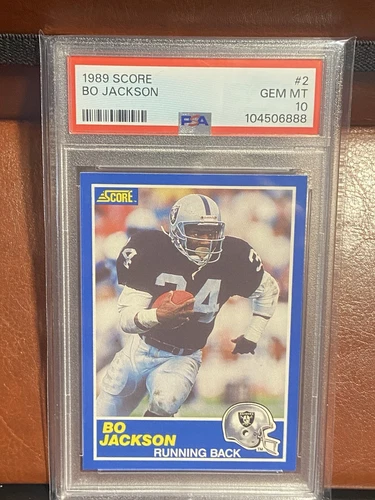 1989 SCORE #2
BO JACKSON GEM MT
10
PSA 104506888
SCORE
34
BO
JACKSON
RUNNING BACK